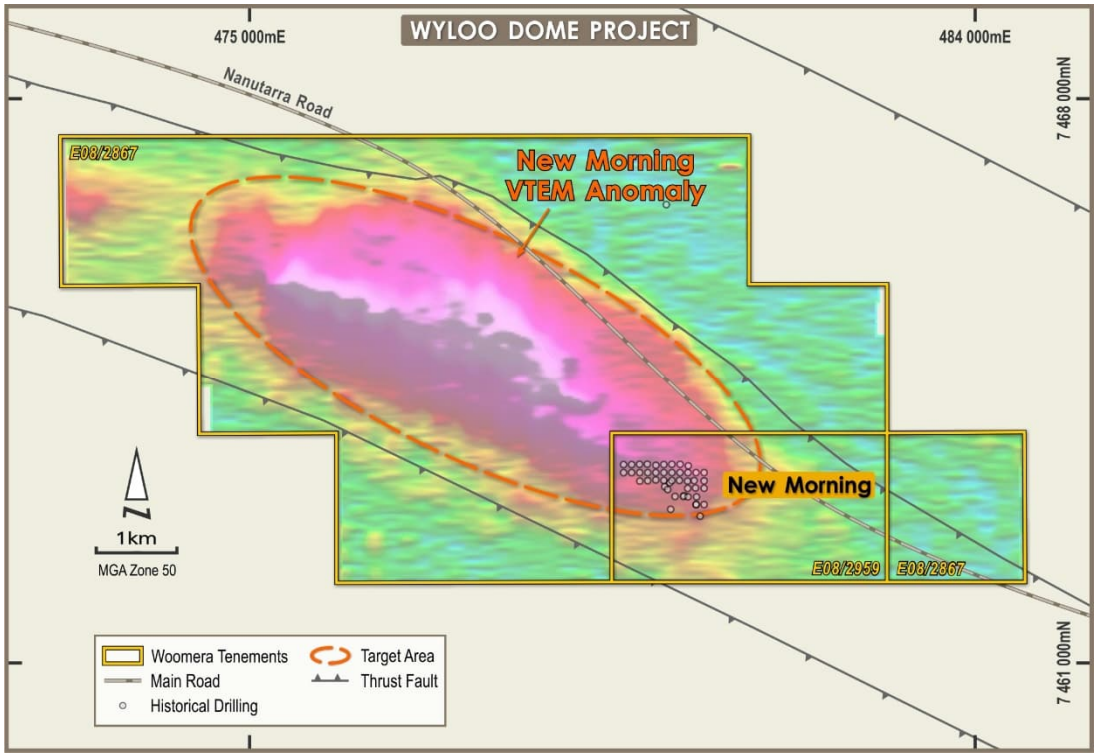 WYLOO DOME PROJECT
475 000mE
484 000mE
7 468 000mN
Nanutarra Road
E08/2867
New Morning
VTEM Anomaly
New Morning
N
1km
MGA Zone 50
E08/2959
E08/2867
Woomera Tenements
Target Area
Main Road
Thrust Fault
Historical Drilling
7 461 000mN